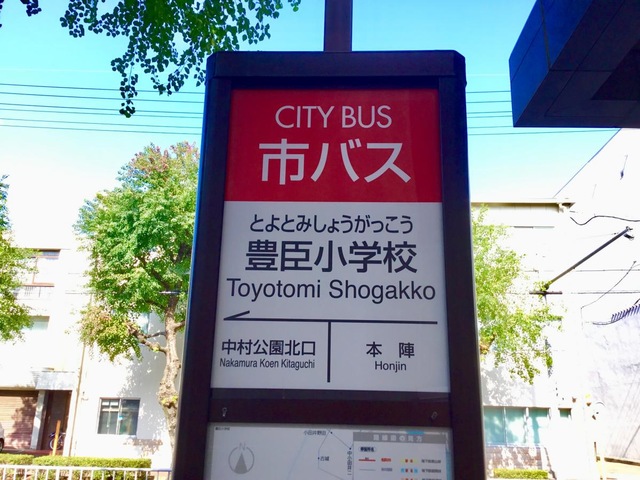 CITY BUS
市バス
とよとみしょうがっこう
豊臣小学校
Toyotomi Shogakko
中村公園北口
Nakamura Koen Kitaguchi
本陣
Honjin